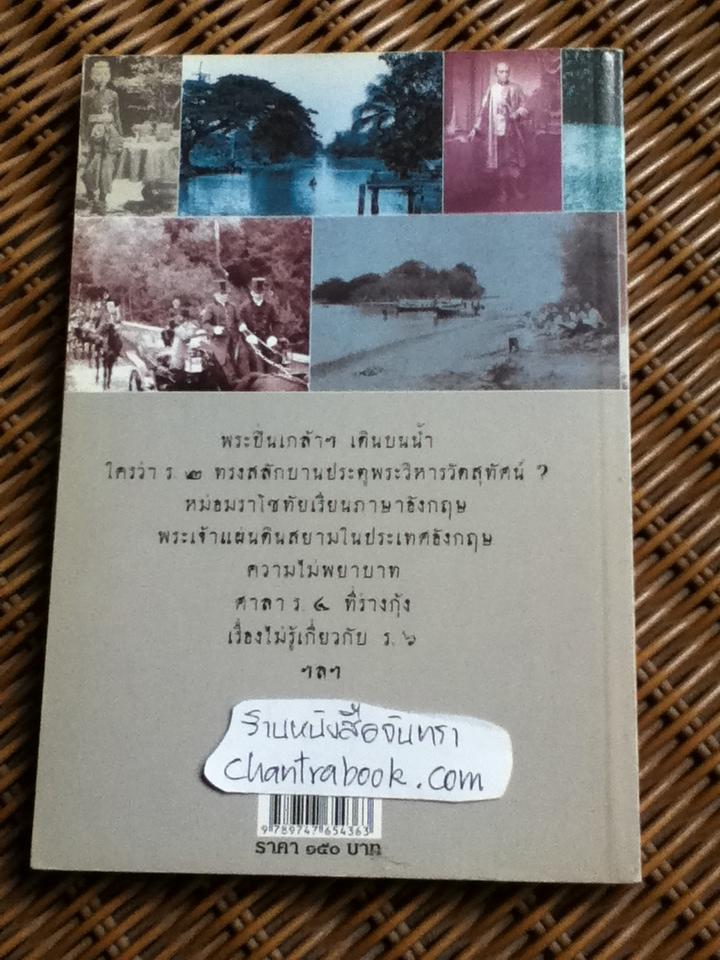 พระปิ่นเกล้าฯ เดินบนน้ำ
ใครว่า ร. ๒ ทรงสลักบานประตูพระวิหารวัดสุทัศน์ ?
หม่อมราโชทัยเรียนภาษาอังกฤษ
พระเจ้าแผ่นดินสยามในประเทศอังกฤษ
ความไม่พยาบาท
ศาลา ร. ๔ ที่ร่างกุ้ง
เรื่องไม่รู้เกี่ยวกับ ร. ๖
ฯลฯ
ร้านหนังสือจันทรา
chantrabook.com
9 789747 654363
ราคา ๑๕๐ บาท